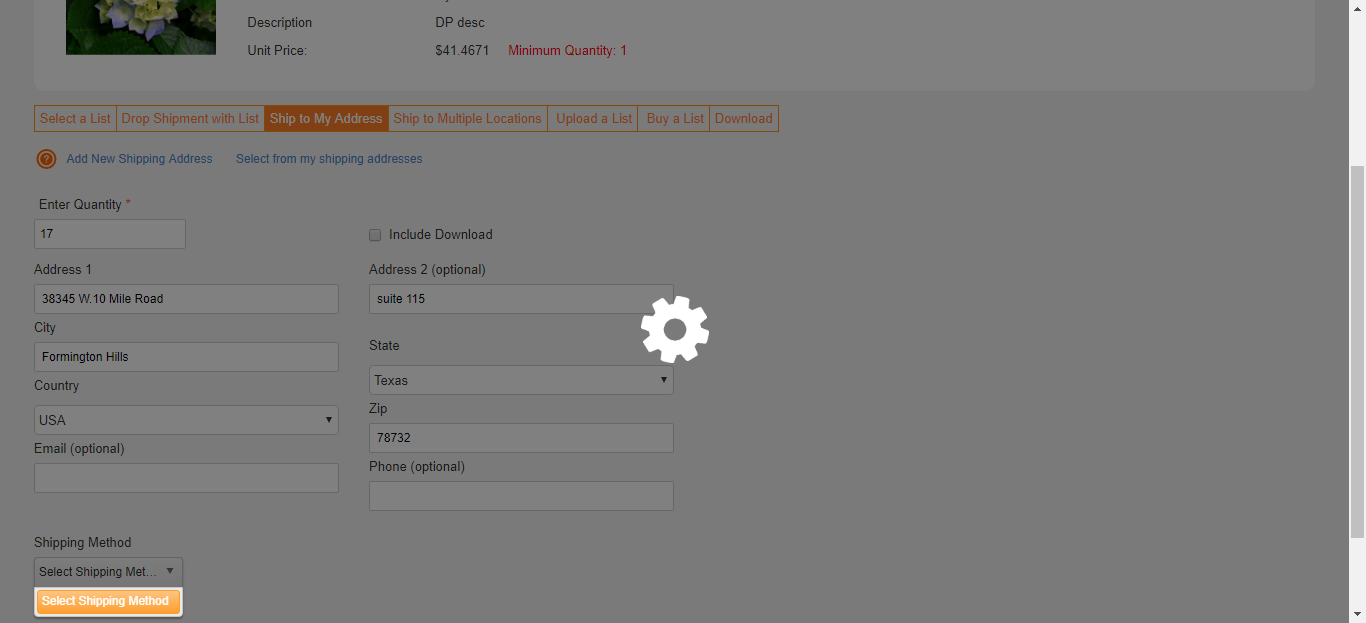 Description DP desc
Unit Price: $41.4671 Minimum Quantity: 1
Select a List Drop Shipment with List Ship to My Address Ship to Multiple Locations Upload a List Buy a List Download
? Add New Shipping Address Select from my shipping addresses
Enter Quantity *
17
Include Download
Address 1
Address 2 (optional)
38345 W.10 Mile Road
suite 115
City
Formington Hills
State
Texas
Country
USA
Zip
78732
Email (optional)
Phone (optional)
Shipping Method
Select Shipping Met...
Select Shipping Method